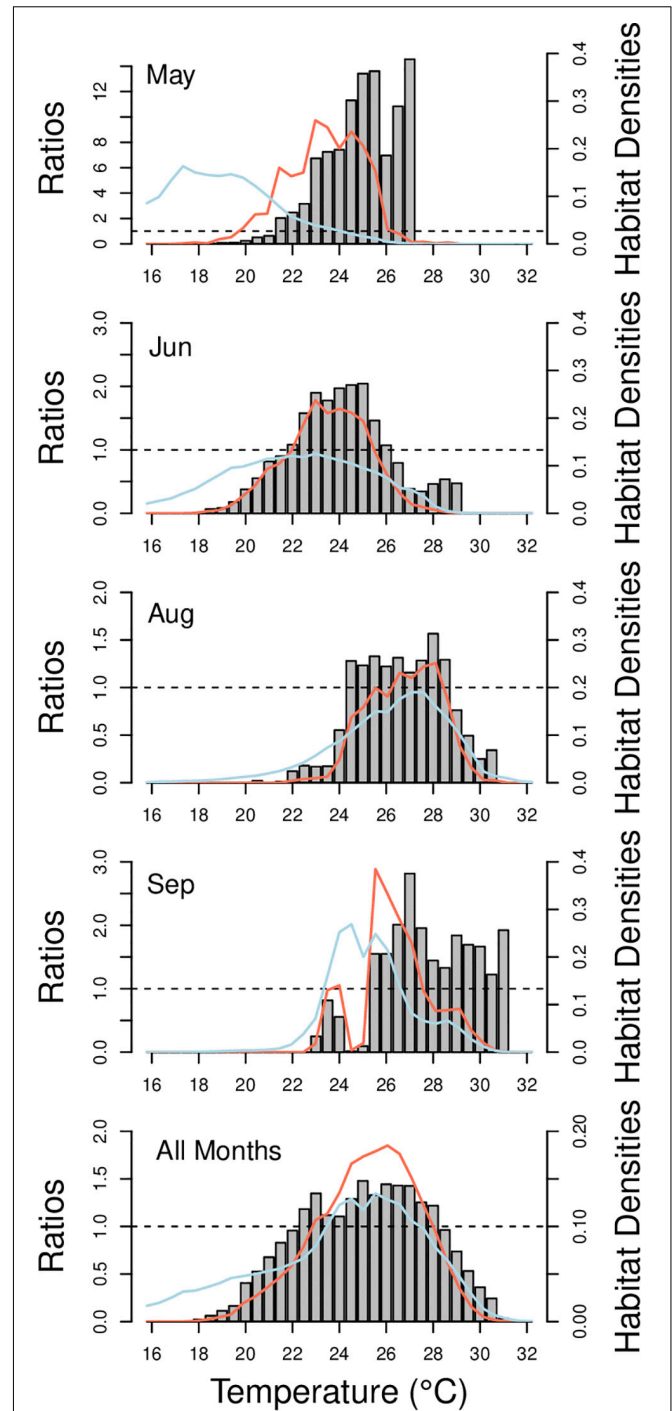 May
Ratios
Habitat Densities
0 2 4 6 8 12
0.0 0.1 0.2 0.3 0.4
16 18 20 22 24 26 28 30 32
Jun
Ratios
Habitat Densities
0.0 1.0 2.0 3.0
0.0 0.1 0.2 0.3 0.4
16 18 20 22 24 26 28 30 32
Aug
Ratios
Habitat Densities
0.0 0.5 1.0 1.5 2.0
0.0 0.1 0.2 0.3 0.4
16 18 20 22 24 26 28 30 32
Sep
Ratios
Habitat Densities
0.0 1.0 2.0 3.0
0.0 0.1 0.2 0.3 0.4
16 18 20 22 24 26 28 30 32
All Months
Ratios
Habitat Densities
0.0 0.5 1.0 1.5 2.0
0.00 0.10 0.20
16 18 20 22 24 26 28 30 32
Temperature (°C)